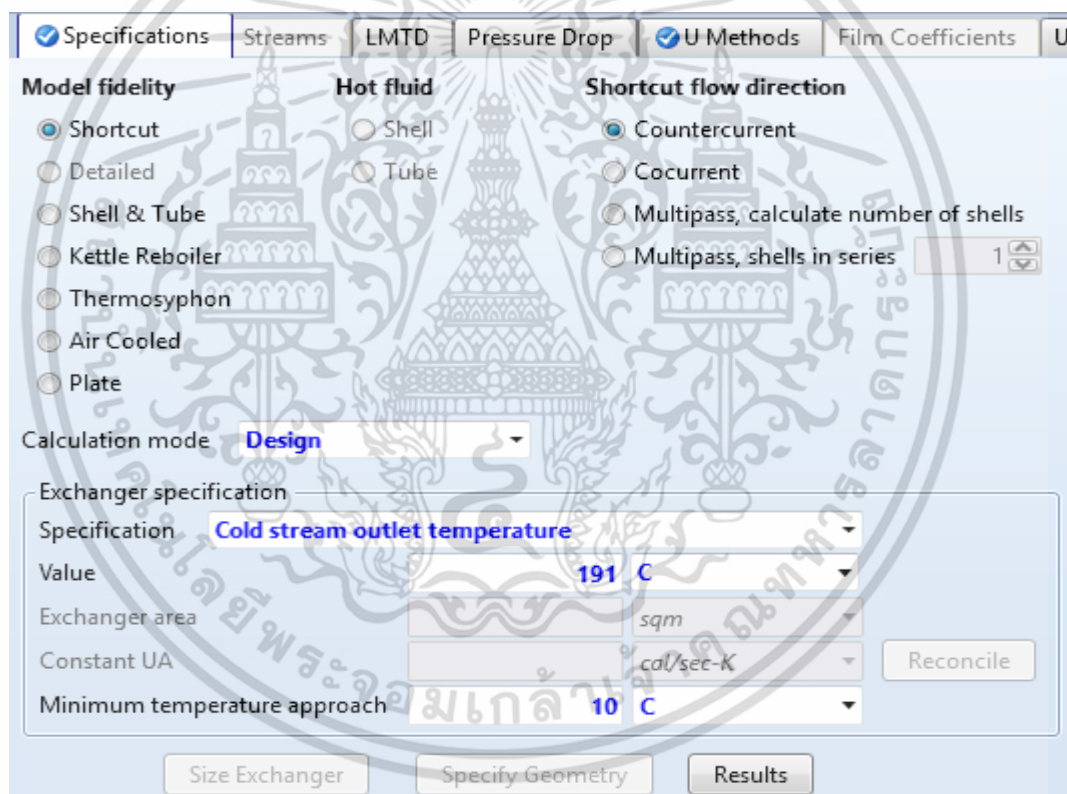 Specifications Streams LMTD Pressure Drop U Methods Film Coefficients U
Model fidelity Hot fluid Shortcut flow direction
Shortcut Shell Countercurrent
Detailed Tube Cocurrent
Shell & Tube Multipass, calculate number of shells
Kettle Reboiler Multipass, shells in series 1
Thermosyphon
Air Cooled
Plate
Calculation mode Design
Exchanger specification
Specification Cold stream outlet temperature
Value 191 C
Exchanger area sqm
Constant UA cal/sec-K Reconcile
Minimum temperature approach 10 C
Size Exchanger Specify Geometry Results